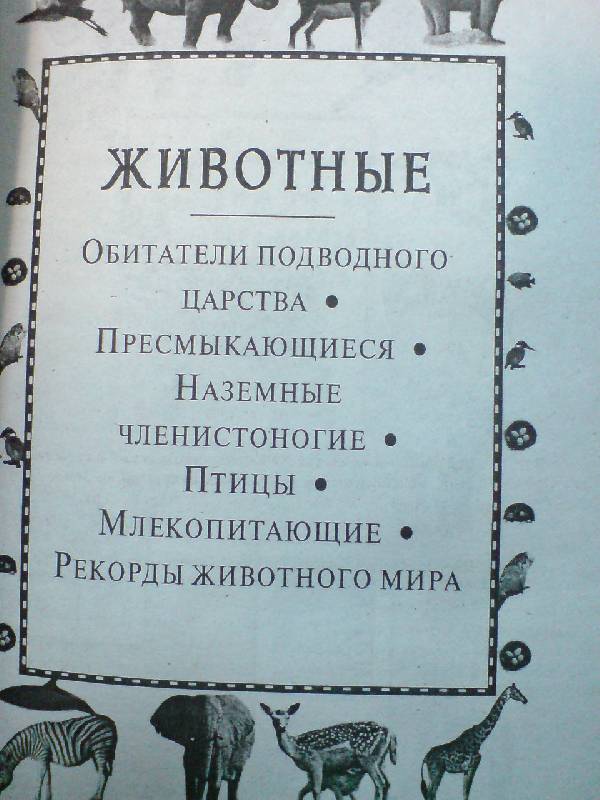 ЖИВОТНЫЕ
ОБИТАТЕЛИ ПОДВОДНОГО
ЦАРСТВА •
ПРЕСМЫКАЮЩИЕСЯ •
НАЗЕМНЫЕ
ЧЛЕНИСТОНОГИЕ •
ПТИЦЫ •
МЛЕКОПИТАЮЩИЕ •
РЕКОРДЫ ЖИВОТНОГО МИРА